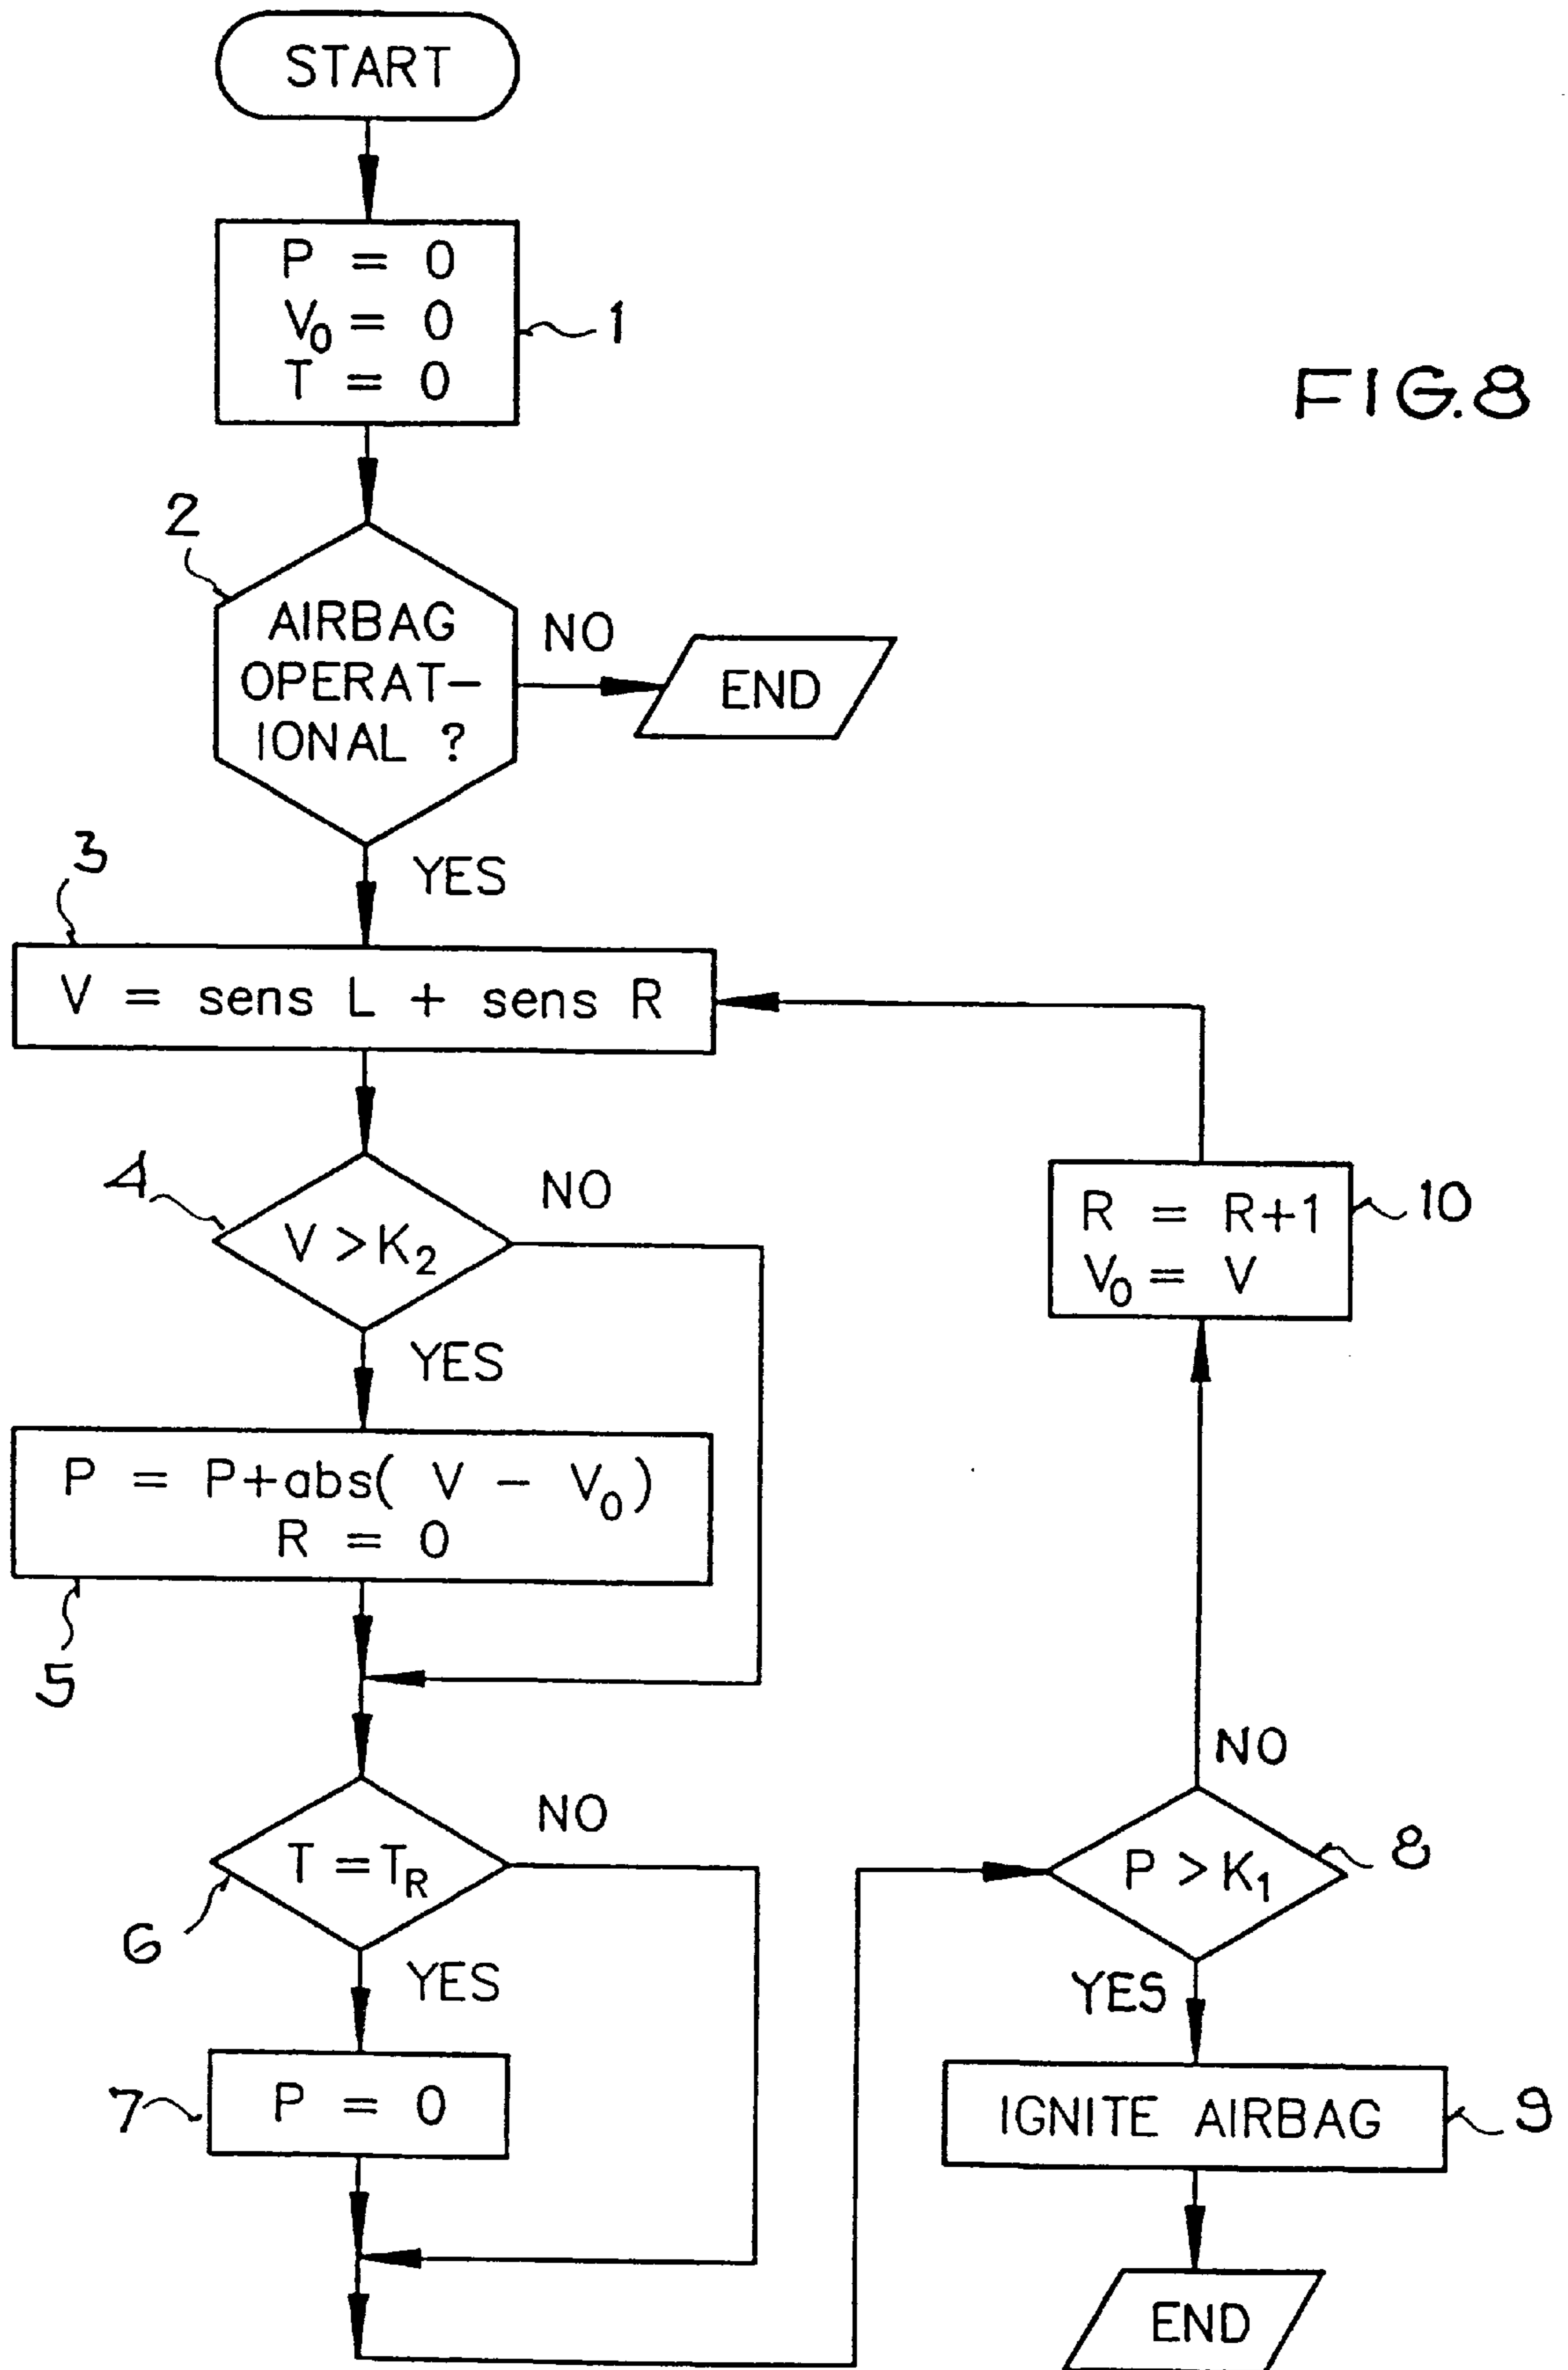 START
P = 0
V₀ = 0
T = 0
1
FIG.8
2
AIRBAG
OPERAT-
IONAL ?
NO
END
YES
3
V = sens L + sens R
4
V > K₂
NO
YES
R = R+1
V₀ = V
10
P = P+abs( V - V₀)
R = 0
5
T = T_R
NO
6
YES
P = 0
7
NO
P > K₁
8
YES
IGNITE AIRBAG
9
END